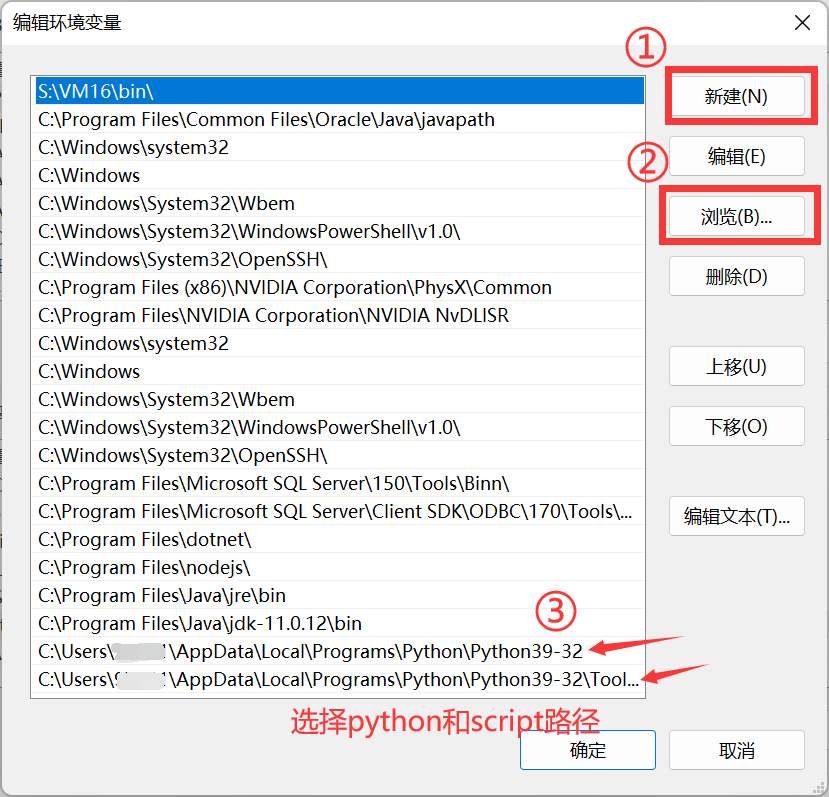 编辑环境变量
①
S:\VM16\bin\
新建(N)
C:\Program Files\Common Files\Oracle\Java\javapath
C:\Windows\system32
②
编辑(E)
C:\Windows
C:\Windows\System32\Wbem
浏览(B)...
C:\Windows\System32\WindowsPowerShell\v1.0\
C:\Windows\System32\OpenSSH\
删除(D)
C:\Program Files (x86)\NVIDIA Corporation\PhysX\Common
C:\Program Files\NVIDIA Corporation\NVIDIA NvDLISR
C:\Windows\system32
上移(U)
C:\Windows
C:\Windows\System32\Wbem
下移(O)
C:\Windows\System32\WindowsPowerShell\v1.0\
C:\Windows\System32\OpenSSH\
C:\Program Files\Microsoft SQL Server\150\Tools\Binn\
C:\Program Files\Microsoft SQL Server\Client SDK\ODBC\170\Tools\...
编辑文本(T)...
C:\Program Files\dotnet\
C:\Program Files\nodejs\
C:\Program Files\Java\jre\bin
③
C:\Program Files\Java\jdk-11.0.12\bin
C:\Users\ 1\AppData\Local\Programs\Python\Python39-32
C:\Users\ 1\AppData\Local\Programs\Python\Python39-32\Tool...
选择python和script路径
确定
取消